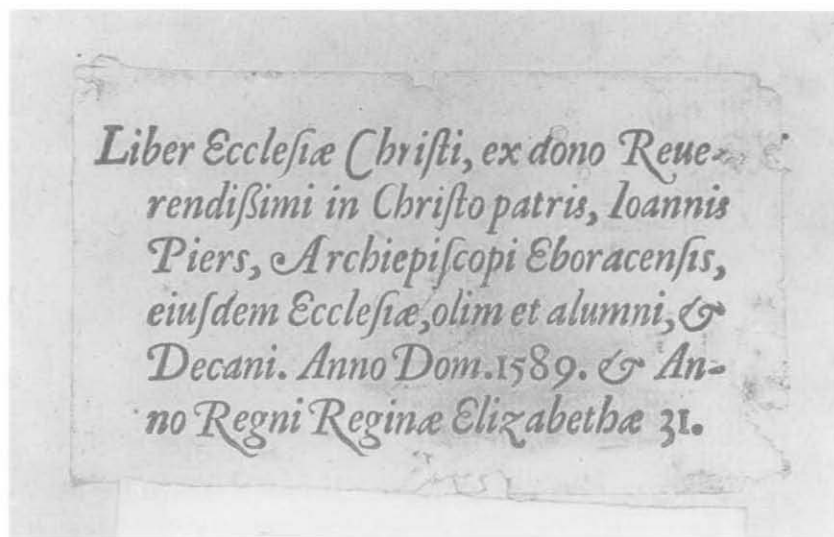 Liber Eccleſiæ Chriſti, ex dono Reue-
rendiſſimi in Chriſto patris, Ioannis
Piers, Archiepiſcopi Eboracenſis,
eiuſdem Eccleſiæ, olim et alumni, &
Decani. Anno Dom. 1589. & An-
no Regni Reginæ Elizabethæ 31.